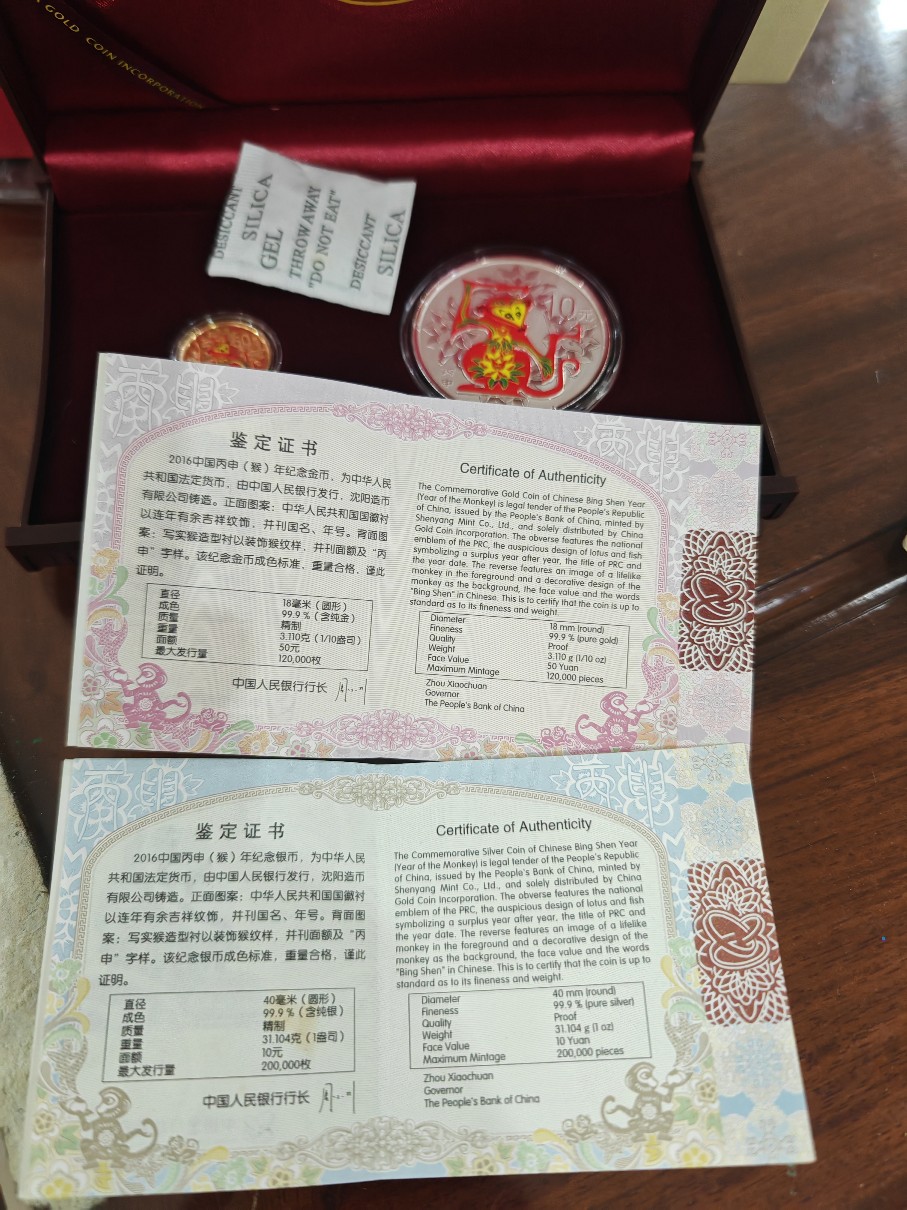 A GOLD COIN INCORPORATION
DESICCANT
SILICA
GEL
THROW AWAY
"DO NOT EAT"
DESICCANT
SILICA
10元
鉴定证书
2016中国丙申（猴）年纪念金币，为中华人民
共和国法定货币，由中国人民银行发行，沈阳造币
有限公司铸造。正面图案：中华人民共和国国徽衬
以连年有余吉祥纹饰，并刊国名、年号。背面图
案：写实猴造型衬以装饰猴纹样，并刊面额及“丙
申”字样。该纪念金币成色标准，重量合格，谨此
证明。
直径 18毫米（圆形）
成色 99.9％（含纯金）
质量 精制
重量 3.110克（1/10盎司）
面额 50元
最大发行量 120,000枚
中国人民银行行长
Certificate of Authenticity
The Commemorative Gold Coin of Chinese Bing Shen Year
(Year of the Monkey) is legal tender of the People's Republic
of China, issued by the People's Bank of China, minted by
Shenyang Mint Co., Ltd., and solely distributed by China
Gold Coin Incorporation. The obverse features the national
emblem of the PRC, the auspicious design of lotus and fish
symbolizing a surplus year after year, the title of PRC and
the year date. The reverse features an image of a lifelike
monkey in the foreground and a decorative design of the
monkey as the background, the face value and the words
"Bing Shen" in Chinese. This is to certify that the coin is up to
standard as to its fineness and weight.
Diameter 18 mm (round)
Fineness 99.9 % (pure gold)
Quality Proof
Weight 3.110 g (1/10 oz)
Face Value 50 Yuan
Maximum Mintage 120,000 pieces
Zhou Xiaochuan
Governor
The People's Bank of China
鉴定证书
2016中国丙申（猴）年纪念银币，为中华人民
共和国法定货币，由中国人民银行发行，沈阳造币
有限公司铸造。正面图案：中华人民共和国国徽衬
以连年有余吉祥纹饰，并刊国名、年号。背面图
案：写实猴造型衬以装饰猴纹样，并刊面额及“丙
申”字样。该纪念银币成色标准，重量合格，谨此
证明。
直径 40毫米（圆形）
成色 99.9％（含纯银）
质量 精制
重量 31.104克（1盎司）
面额 10元
最大发行量 200,000枚
中国人民银行行长
Certificate of Authenticity
The Commemorative Silver Coin of Chinese Bing Shen Year
(Year of the Monkey) is legal tender of the People's Republic
of China, issued by the People's Bank of China, minted by
Shenyang Mint Co., Ltd., and solely distributed by China
Gold Coin Incorporation. The obverse features the national
emblem of the PRC, the auspicious design of lotus and fish
symbolizing a surplus year after year, the title of PRC and
the year date. The reverse features an image of a lifelike
monkey in the foreground and a decorative design of the
monkey as the background, the face value and the words
"Bing Shen" in Chinese. This is to certify that the coin is up to
standard as to its fineness and weight.
Diameter 40 mm (round)
Fineness 99.9 % (pure silver)
Quality Proof
Weight 31.104 g (1 oz)
Face Value 10 Yuan
Maximum Mintage 200,000 pieces
Zhou Xiaochuan
Governor
The People's Bank of China